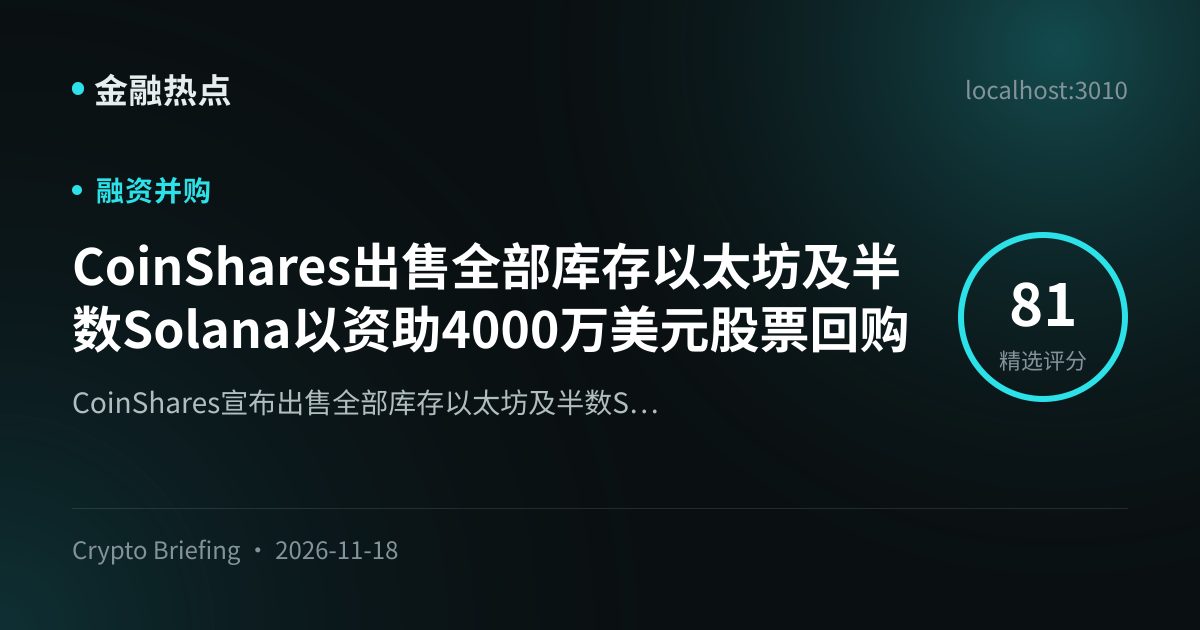 金融热点
localhost:3010
融资并购
CoinShares出售全部库存以太坊及半
数Solana以资助4000万美元股票回购
81
精选评分
CoinShares宣布出售全部库存以太坊及半数S…
Crypto Briefing · 2026-11-18